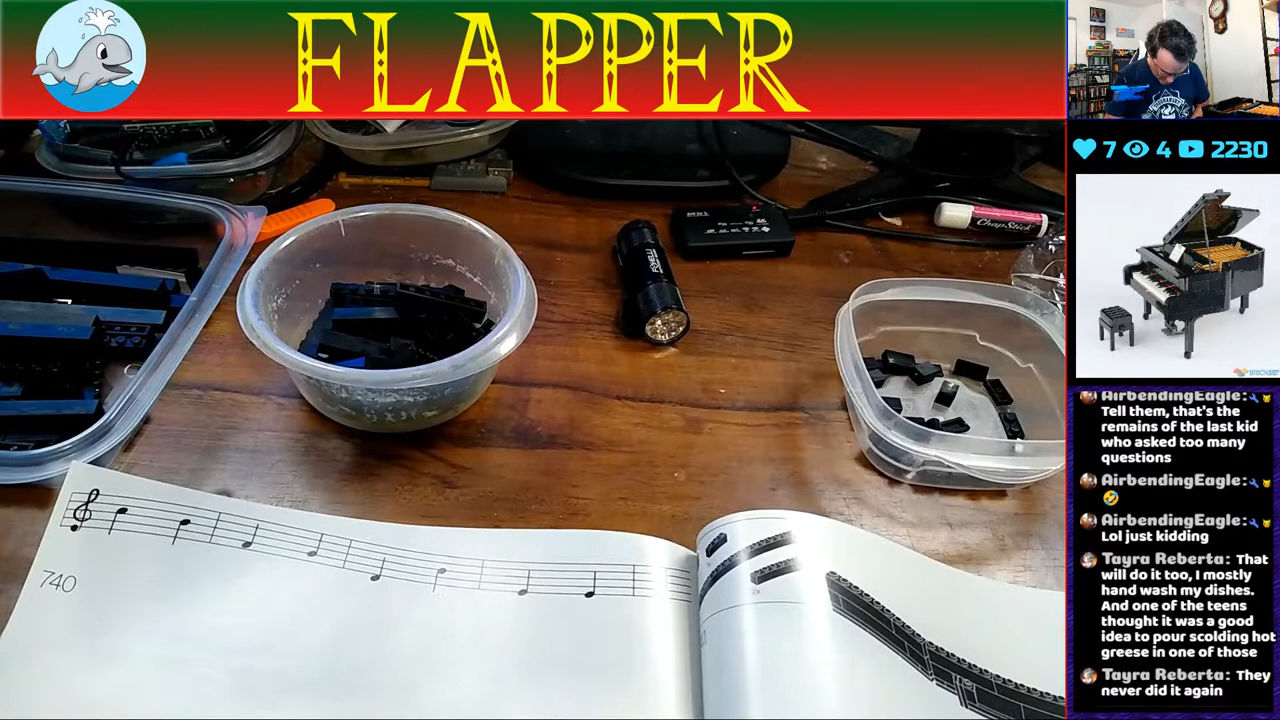 FLAPPER
7 4 2230
ChapStick
BRICKSET
740
2x
AirbendingEagle:
Tell them, that's the
remains of the last kid
who asked too many
questions
AirbendingEagle:
AirbendingEagle:
Lol just kidding
Tayra Reberta: That
will do it too, I mostly
hand wash my dishes.
And one of the teens
thought it was a good
idea to pour scolding hot
greese in one of those
Tayra Reberta: They
never did it again